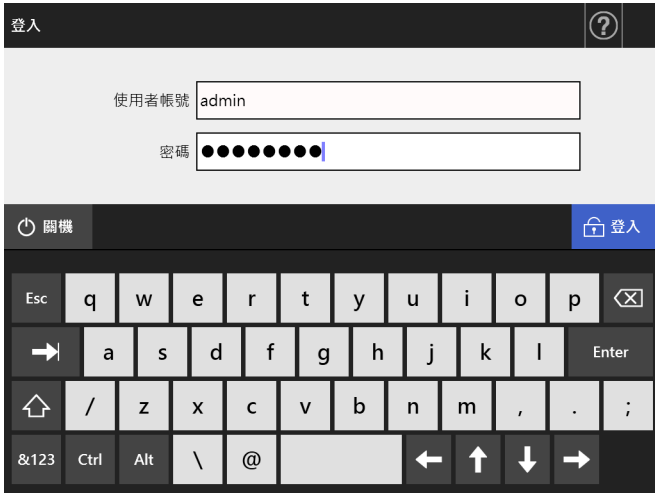 登入
?
使用者帳號 admin
密碼 ●●●●●●●●
關機 登入
Esc q w e r t y u i o p
a s d f g h j k l Enter
/ z x c v b n m , . ;
&123 Ctrl Alt \ @